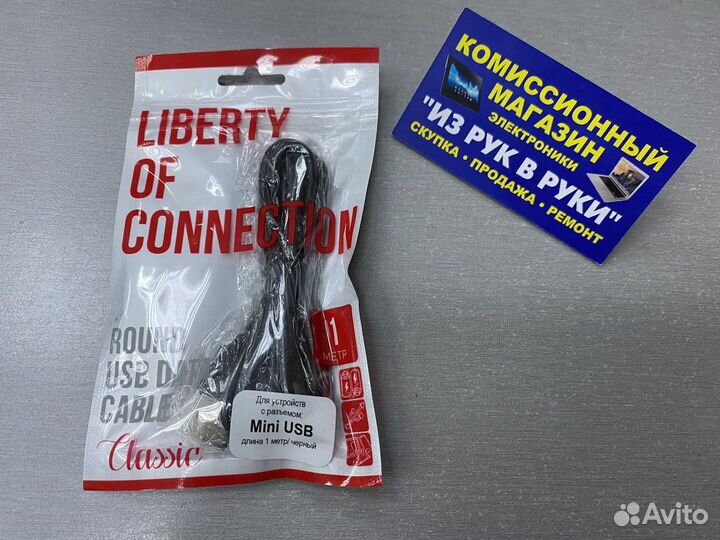 LIBERTY
OF
CONNECTION
ROUND
USB DAT
CABLE
Classic
1
МЕТР
Для устройств
с разъемом:
Mini USB
длина 1 метр/ черный
КОМИССИОННЫЙ
МАГАЗИН
ЭЛЕКТРОНИКИ
"ИЗ РУК В РУКИ"
СКУПКА • ПРОДАЖА • РЕМОНТ
Avito